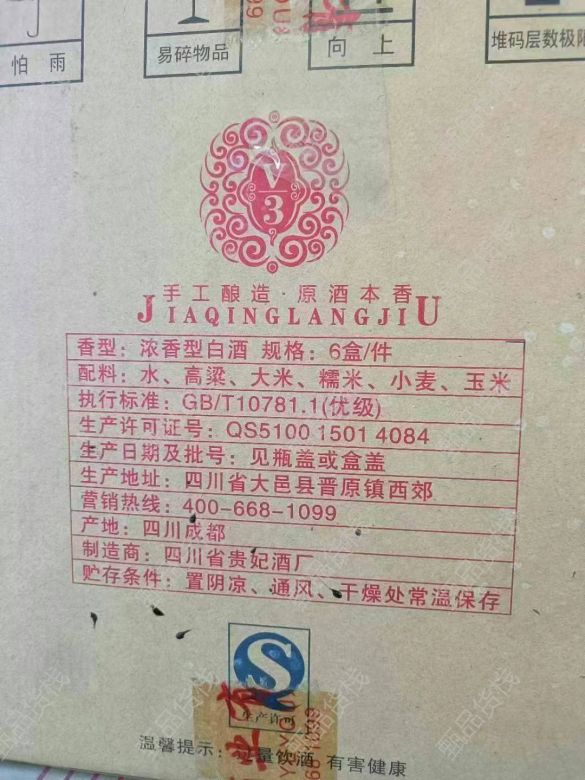 怕 雨
易碎物品
向 上
堆码层数极限
V
3
手工酿造·原酒本香
JIAQINGLANGJIU
香型：浓香型白酒 规格：6盒/件
配料：水、高粱、大米、糯米、小麦、玉米
执行标准：GB/T10781.1(优级)
生产许可证号：QS5100 1501 4084
生产日期及批号：见瓶盖或盒盖
生产地址：四川省大邑县晋原镇西郊
营销热线：400-668-1099
产地：四川成都
制造商：四川省贵妃酒厂
贮存条件：置阴凉、通风、干燥处常温保存
S
生产许可
温馨提示：过量饮酒 有害健康